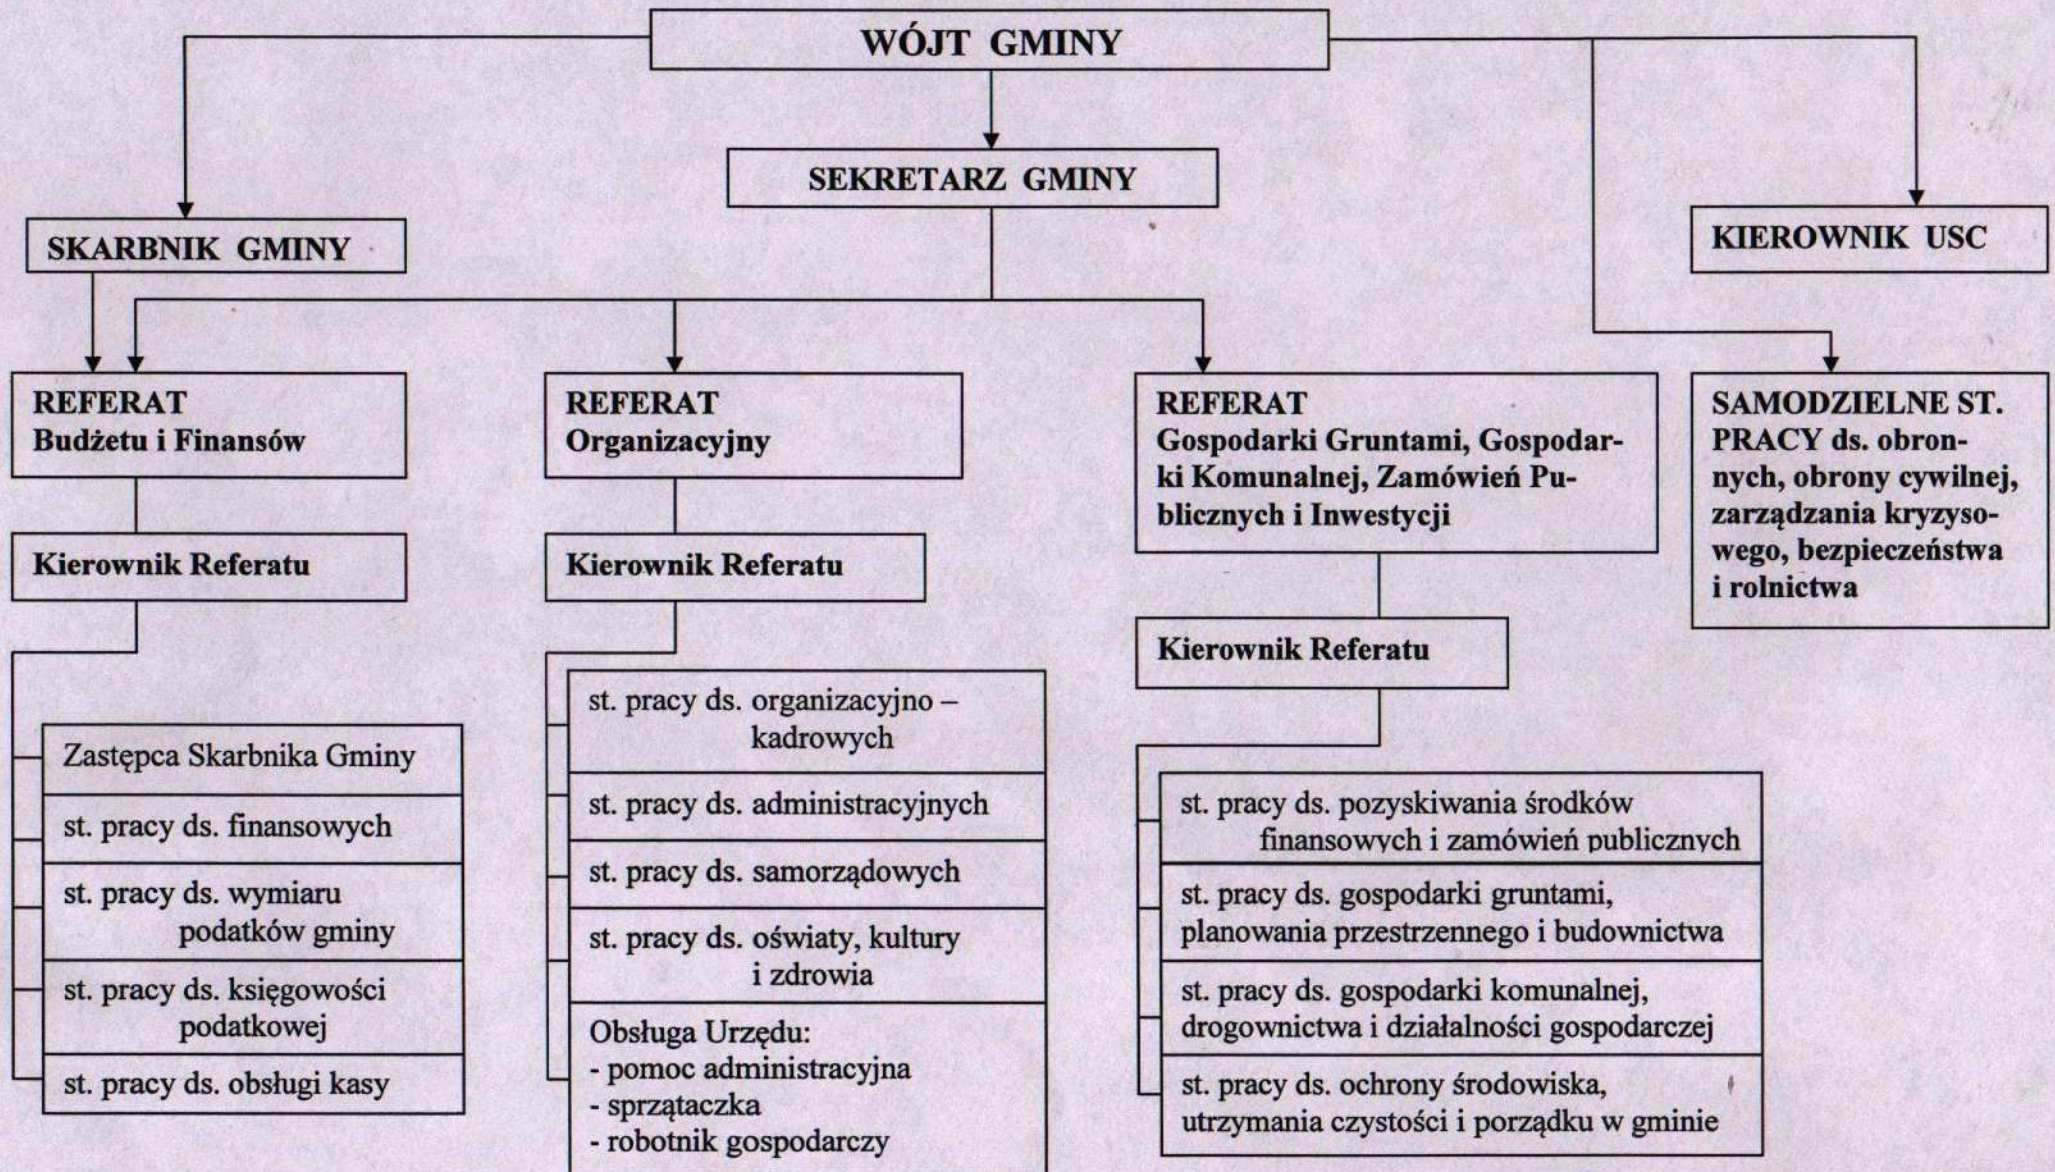 WÓJT GMINY
SEKRETARZ GMINY
SKARBNIK GMINY
KIEROWNIK USC
REFERAT
Budżetu i Finansów
Kierownik Referatu
Zastępca Skarbnika Gminy
st. pracy ds. finansowych
st. pracy ds. wymiaru
podatków gminy
st. pracy ds. księgowości
podatkowej
st. pracy ds. obsługi kasy
REFERAT
Organizacyjny
Kierownik Referatu
st. pracy ds. organizacyjno –
kadrowych
st. pracy ds. administracyjnych
st. pracy ds. samorządowych
st. pracy ds. oświaty, kultury
i zdrowia
Obsługa Urzędu:
- pomoc administracyjna
- sprzątaczka
- robotnik gospodarczy
REFERAT
Gospodarki Gruntami, Gospodar-
ki Komunalnej, Zamówień Pu-
blicznych i Inwestycji
Kierownik Referatu
st. pracy ds. pozyskiwania środków
finansowych i zamówień publicznych
st. pracy ds. gospodarki gruntami,
planowania przestrzennego i budownictwa
st. pracy ds. gospodarki komunalnej,
drogownictwa i działalności gospodarczej
st. pracy ds. ochrony środowiska,
utrzymania czystości i porządku w gminie
SAMODZIELNE ST.
PRACY ds. obron-
nych, obrony cywilnej,
zarządzania kryzyso-
wego, bezpieczeństwa
i rolnictwa